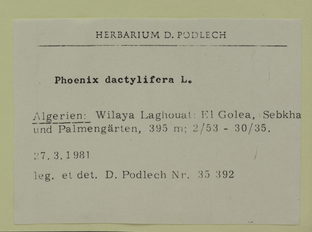 HERBARIUM D. PODLECH
Phoenix dactylifera L.
Algerien: Wilaya Laghouat: El Golea, Sebkha
und Palmengärten, 395 m; 2/53 - 30/35.
27.3.1981
leg. et det. D. Podlech Nr. 35 392